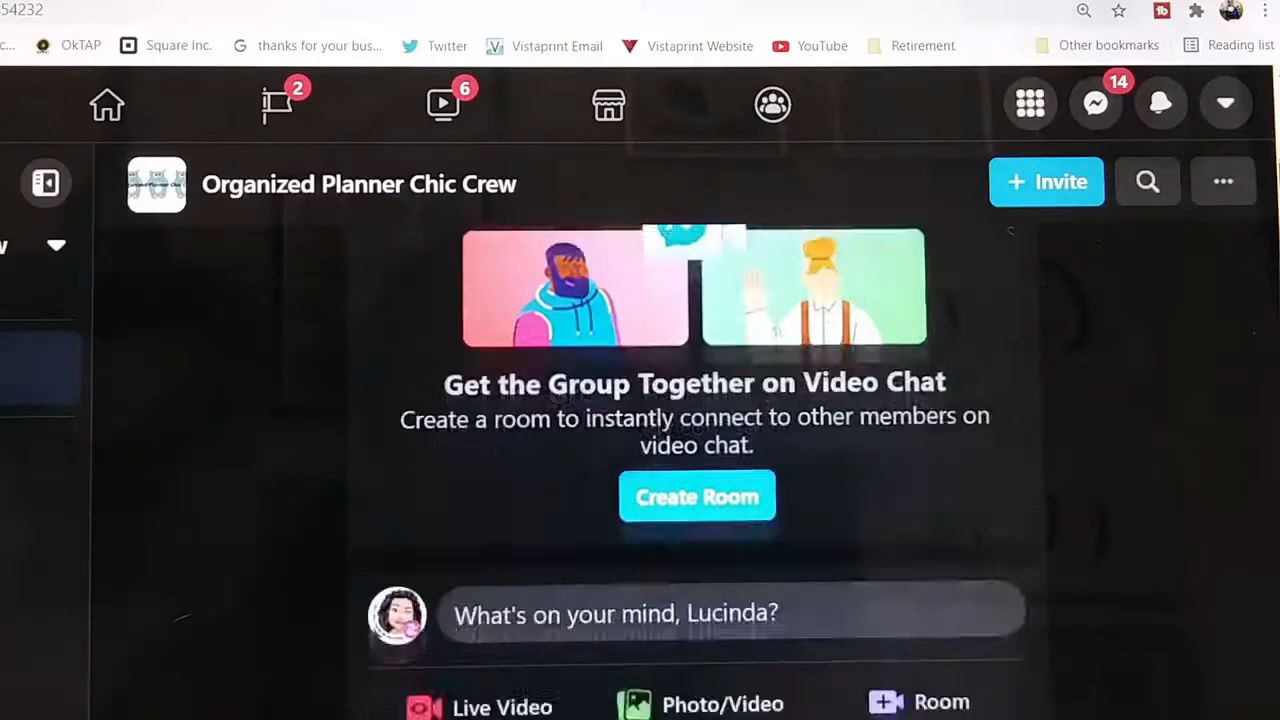 54232
c...
OkTAP
Square Inc.
thanks for your bus...
Twitter
Vistaprint Email
Vistaprint Website
YouTube
Retirement
Other bookmarks
Reading list
2
6
14
Organized Planner Chic Crew
+ Invite
Get the Group Together on Video Chat
Create a room to instantly connect to other members on
video chat.
Create Room
What's on your mind, Lucinda?
Live Video
Photo/Video
Room